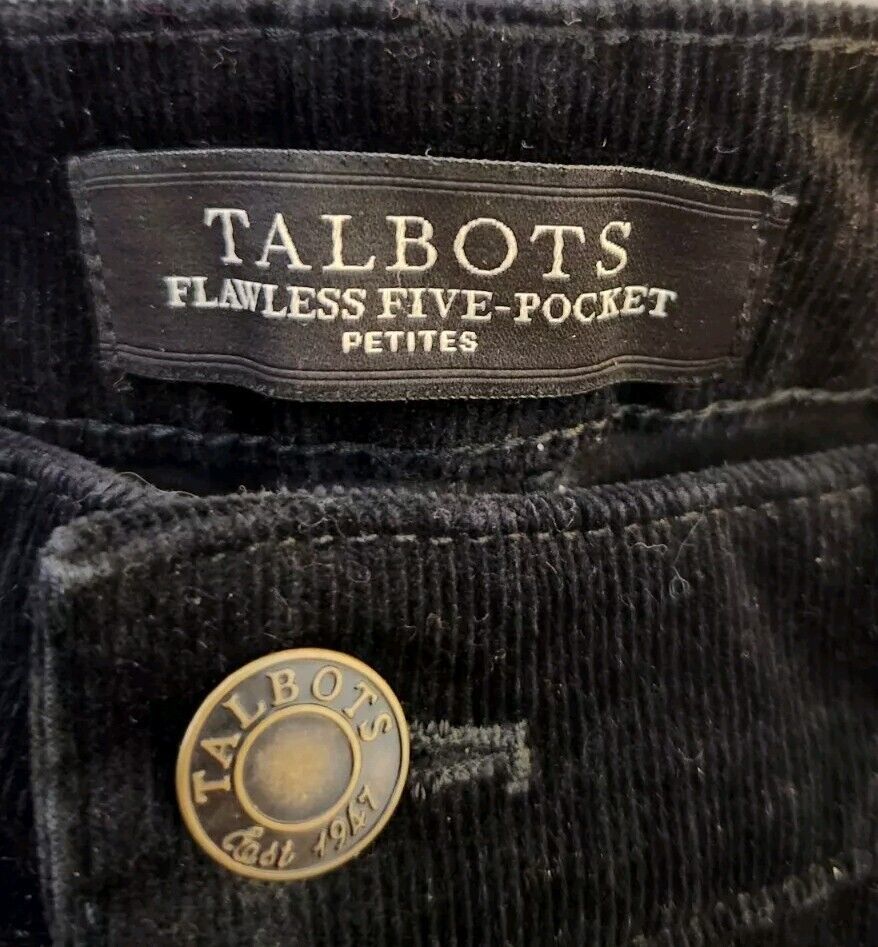 TALBOTS
FLAWLESS FIVE-POCKET
PETITES
TALBOTS
Est 1947